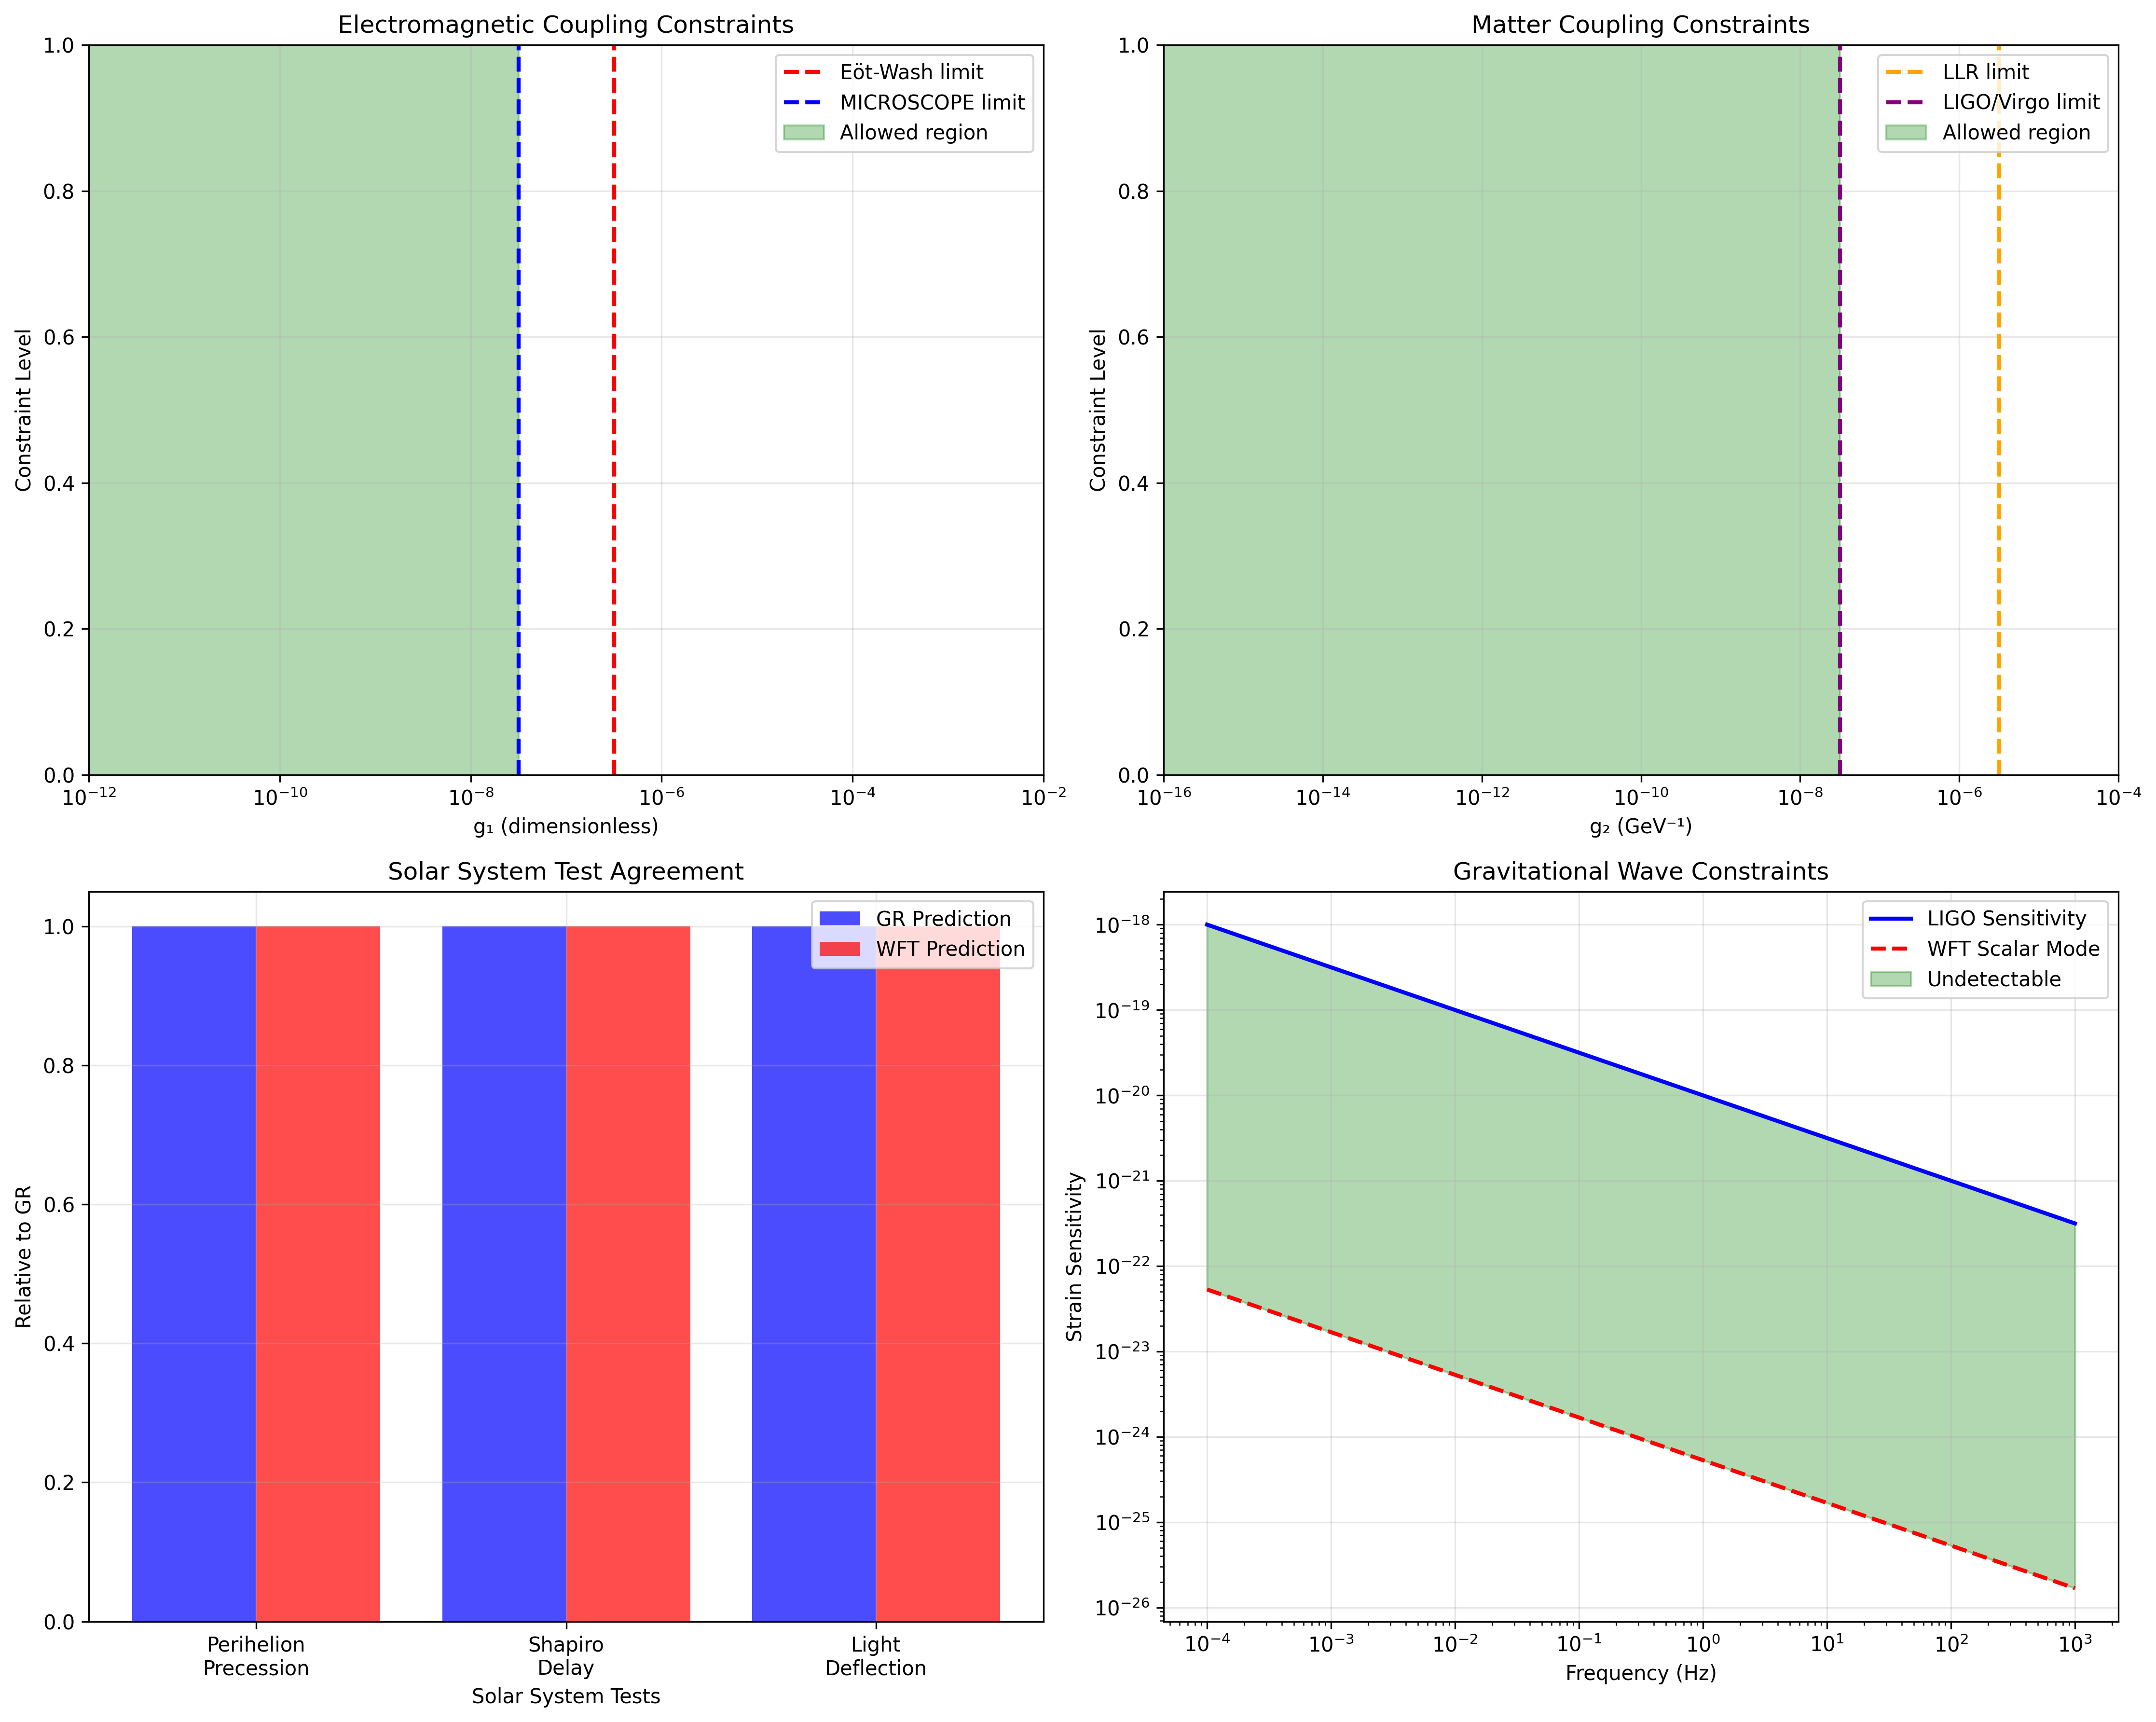 Electromagnetic Coupling Constraints
1.0
0.8
0.6
0.4
0.2
0.0
Constraint Level
Eöt-Wash limit
MICROSCOPE limit
Allowed region
10⁻¹²
10⁻¹⁰
10⁻⁸
10⁻⁶
10⁻⁴
10⁻²
g₁ (dimensionless)
Matter Coupling Constraints
1.0
0.8
0.6
0.4
0.2
0.0
Constraint Level
LLR limit
LIGO/Virgo limit
Allowed region
10⁻¹⁶
10⁻¹⁴
10⁻¹²
10⁻¹⁰
10⁻⁸
10⁻⁶
10⁻⁴
g₂ (GeV⁻¹)
Solar System Test Agreement
1.0
0.8
0.6
0.4
0.2
0.0
Relative to GR
GR Prediction
WFT Prediction
Perihelion
Precession
Shapiro
Delay
Light
Deflection
Solar System Tests
Gravitational Wave Constraints
10⁻¹⁸
10⁻¹⁹
10⁻²⁰
10⁻²¹
10⁻²²
10⁻²³
10⁻²⁴
10⁻²⁵
10⁻²⁶
Strain Sensitivity
LIGO Sensitivity
WFT Scalar Mode
Undetectable
10⁻⁴
10⁻³
10⁻²
10⁻¹
10⁰
10¹
10²
10³
Frequency (Hz)